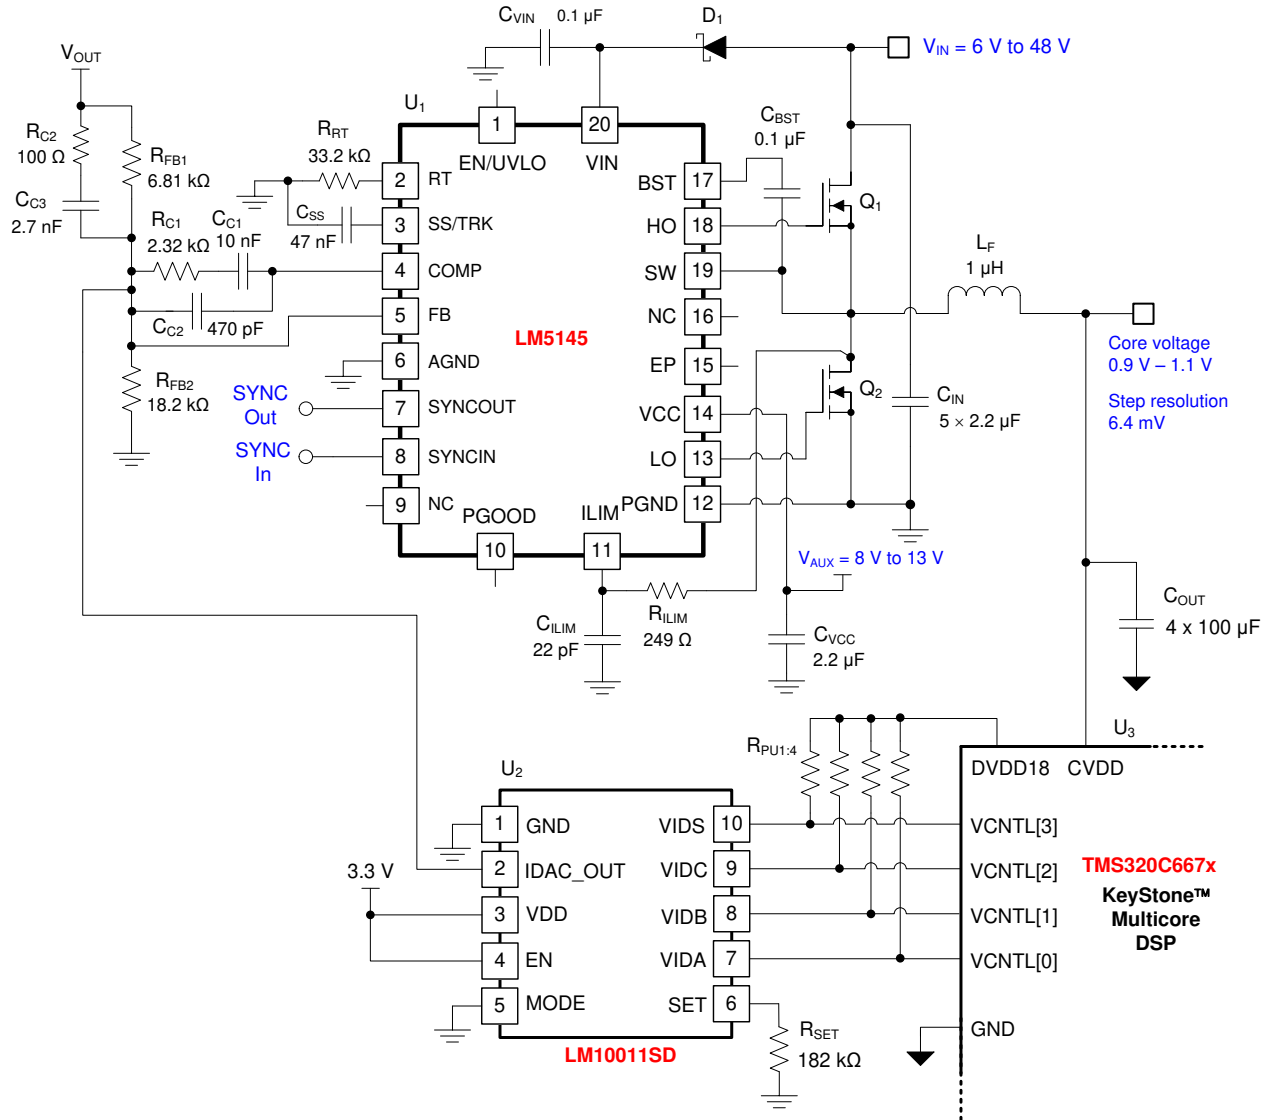 C_VIN 0.1 µF
D1
VIN = 6 V to 48 V
VOUT
RC2
100 Ω
RFB1
6.81 kΩ
CC3
2.7 nF
RC1
2.32 kΩ
CC1
10 nF
CC2
470 pF
RFB2
18.2 kΩ
RRT
33.2 kΩ
CSS
47 nF
U1
1
EN/UVLO
20
VIN
2 RT
3 SS/TRK
4 COMP
5 FB
6 AGND
7 SYNCOUT
8 SYNCIN
9 NC
PGOOD
10
ILIM
11
BST 17
HO 18
SW 19
NC 16
EP 15
VCC 14
LO 13
PGND 12
LM5145
SYNC
Out
SYNC
In
CBST
0.1 µF
Q1
Q2
LF
1 µH
CIN
5 × 2.2 µF
Core voltage
0.9 V – 1.1 V
Step resolution
6.4 mV
VAUX = 8 V to 13 V
CILIM
22 pF
RILIM
249 Ω
CVCC
2.2 µF
COUT
4 x 100 µF
U2
1 GND
2 IDAC_OUT
3 VDD
4 EN
5 MODE
VIDS 10
VIDC 9
VIDB 8
VIDA 7
SET 6
3.3 V
LM10011SD
RSET
182 kΩ
RPU1:4
U3
DVDD18 CVDD
VCNTL[3]
VCNTL[2]
VCNTL[1]
VCNTL[0]
GND
TMS320C667x
KeyStone™
Multicore
DSP